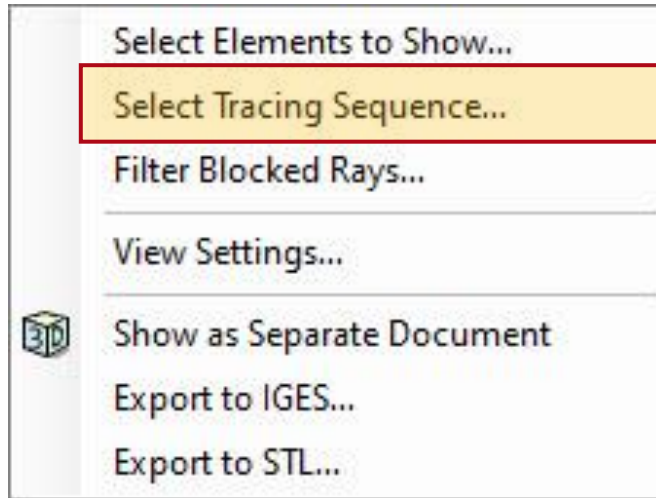 Select Elements to Show...
Select Tracing Sequence...
Filter Blocked Rays...
View Settings...
3D
Show as Separate Document
Export to IGES...
Export to STL...